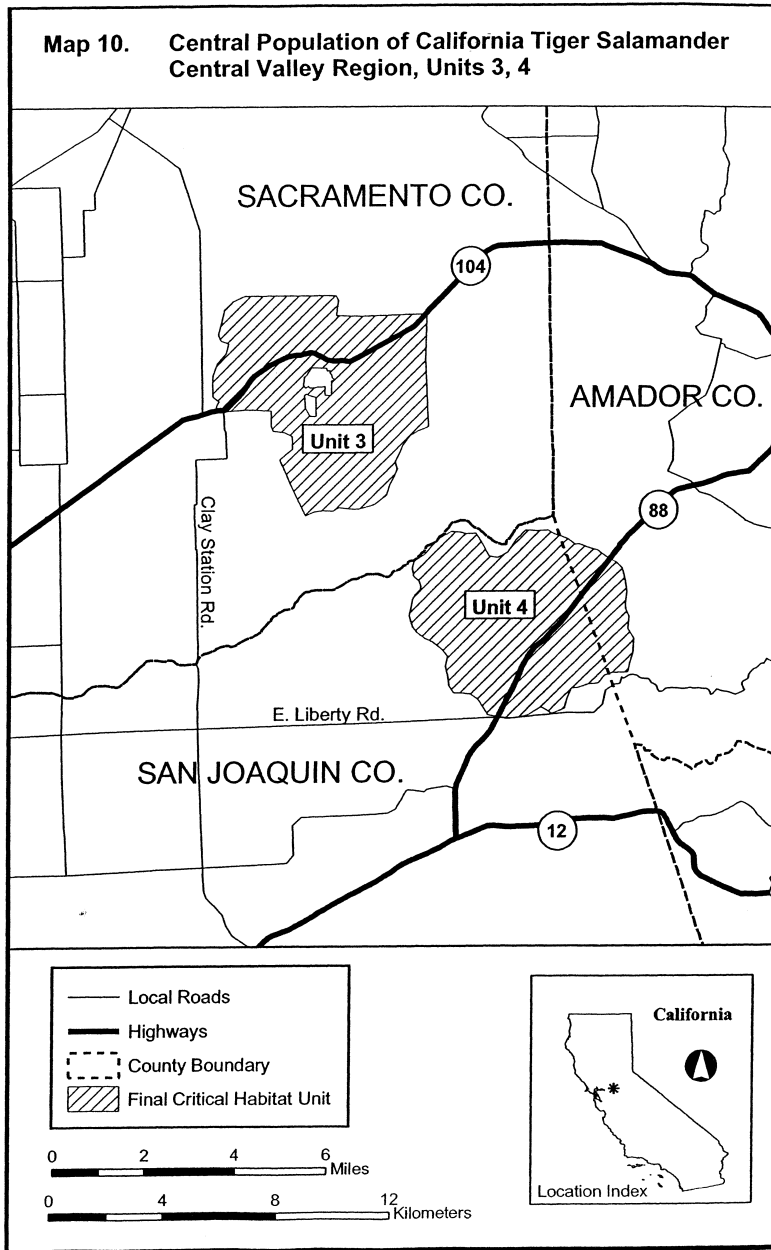 Map 10. Central Population of California Tiger Salamander
Central Valley Region, Units 3, 4
SACRAMENTO CO.
104
AMADOR CO.
Unit 3
88
Clay Station Rd.
Unit 4
E. Liberty Rd.
SAN JOAQUIN CO.
12
Local Roads
Highways
County Boundary
Final Critical Habitat Unit
0 2 4 6 Miles
0 4 8 12 Kilometers
California
Location Index